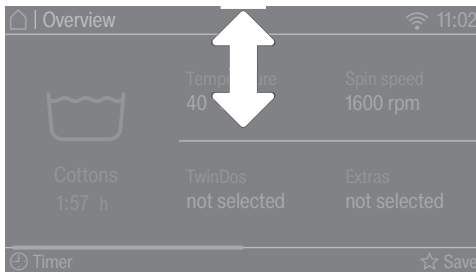 Overview 11:02
Temperature Spin speed
40 1600 rpm
Cottons TwinDos Extras
1:57 h not selected not selected
Timer Save